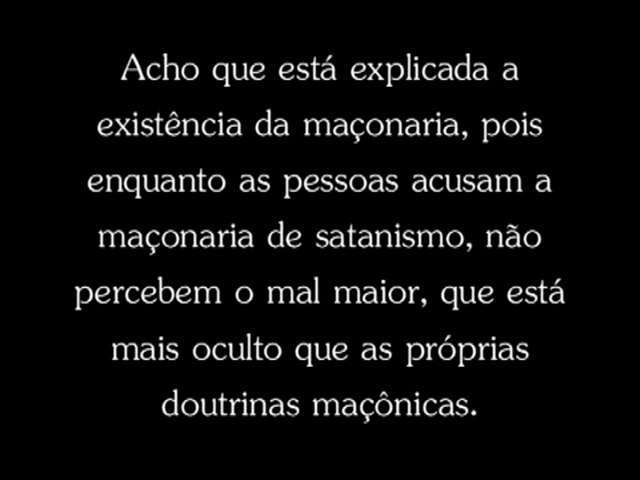 Acho que está explicada a
existência da maçonaria, pois
enquanto as pessoas acusam a
maçonaria de satanismo, não
percebem o mal maior, que está
mais oculto que as próprias
doutrinas maçônicas.